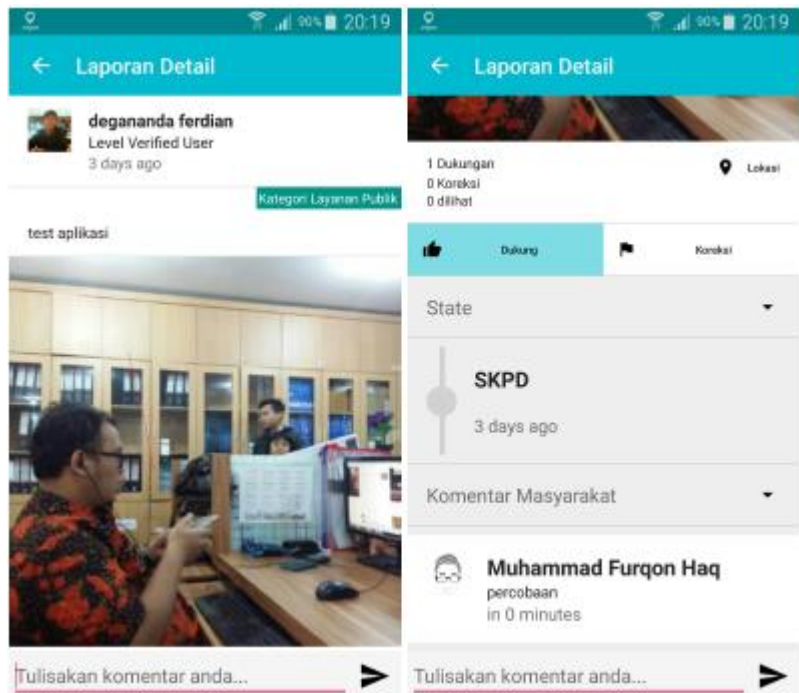 90% 20:19
Laporan Detail
degananda ferdian
Level Verified User
3 days ago
Kategori Layanan Publik
test aplikasi
Tulisakan komentar anda...
90% 20:19
Laporan Detail
1 Dukungan
0 Koreksi
0 dilihat
Lokasi
Dukung
Koreksi
State
SKPD
3 days ago
Komentar Masyarakat
Muhammad Furqon Haq
percobaan
in 0 minutes
Tulisakan komentar anda...